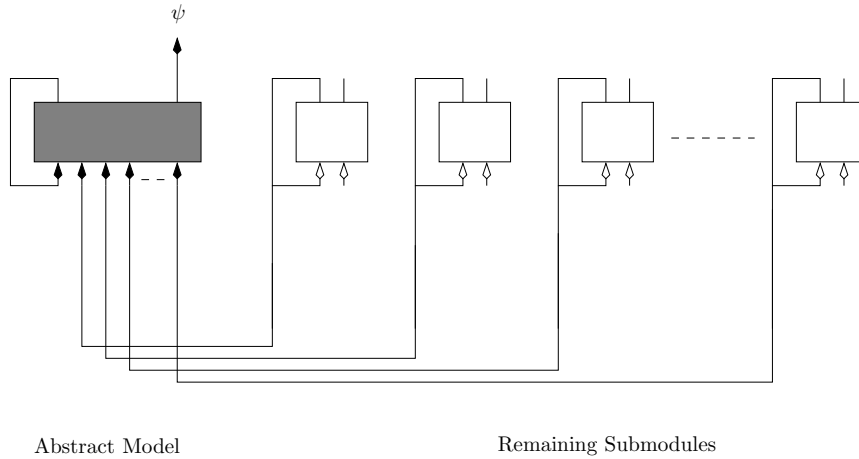 ψ
Abstract Model
Remaining Submodules